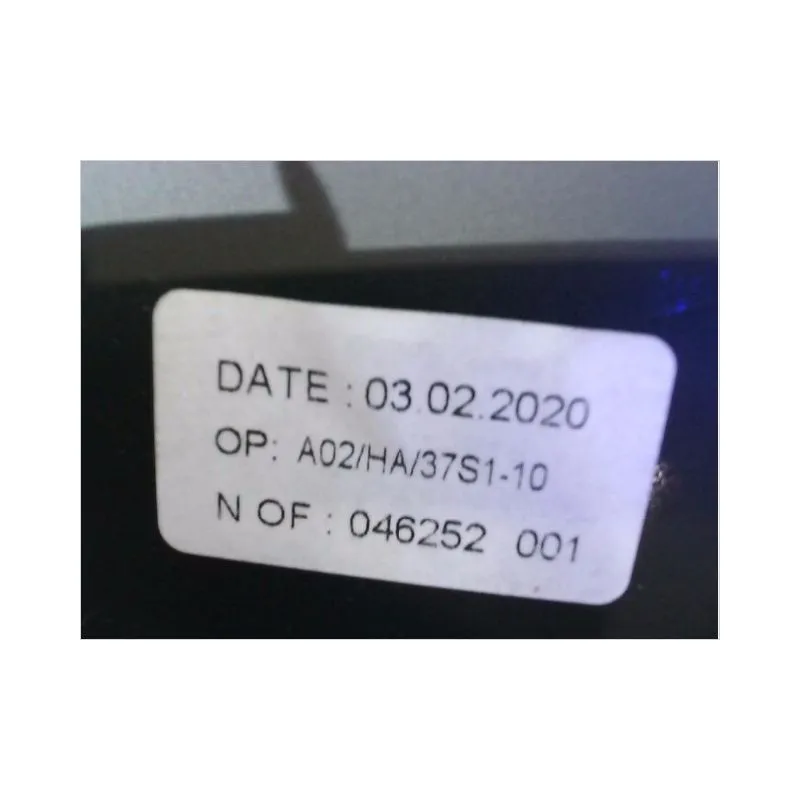 DATE : 03.02.2020
OP: A02/HA/37S1-10
N OF : 046252 001